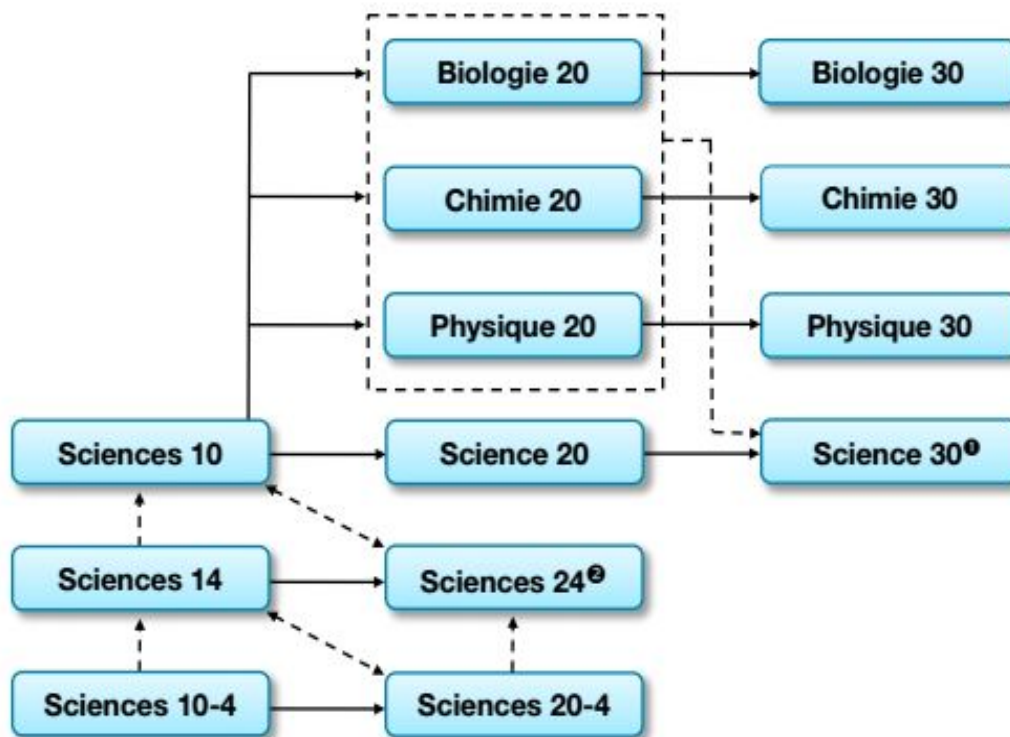 Biologie 20
Biologie 30
Chimie 20
Chimie 30
Physique 20
Physique 30
Sciences 10
Science 20
Science 30❶
Sciences 14
Sciences 24❷
Sciences 10-4
Sciences 20-4